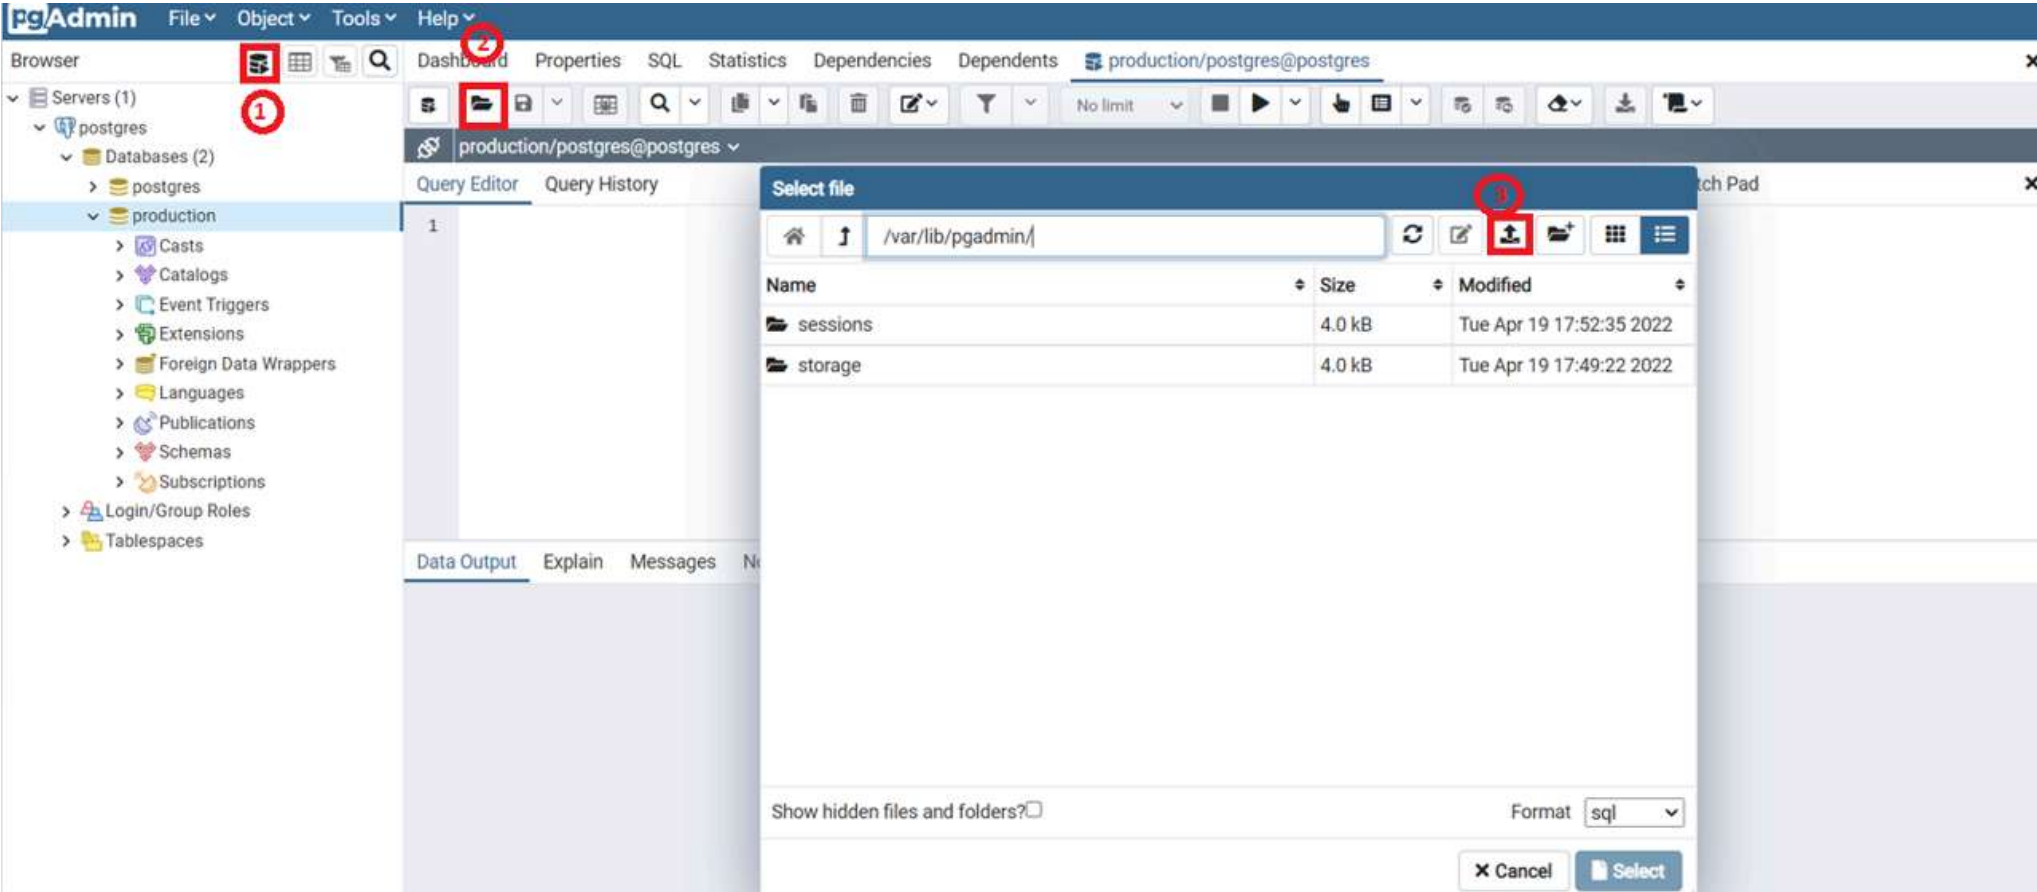 pgAdmin File Object Tools Help
2
Browser Dashboard Properties SQL Statistics Dependencies Dependents production/postgres@postgres
Servers (1)
1
No limit
postgres
production/postgres@postgres
Databases (2)
postgres
Query Editor Query History
Select file
3
production
1
/var/lib/pgadmin/
Casts
Catalogs
Name Size Modified
Event Triggers
sessions 4.0 kB Tue Apr 19 17:52:35 2022
Extensions
Foreign Data Wrappers
storage 4.0 kB Tue Apr 19 17:49:22 2022
Languages
Publications
Schemas
Subscriptions
Login/Group Roles
Tablespaces
Data Output Explain Messages
Show hidden files and folders? Format sql
Cancel Select